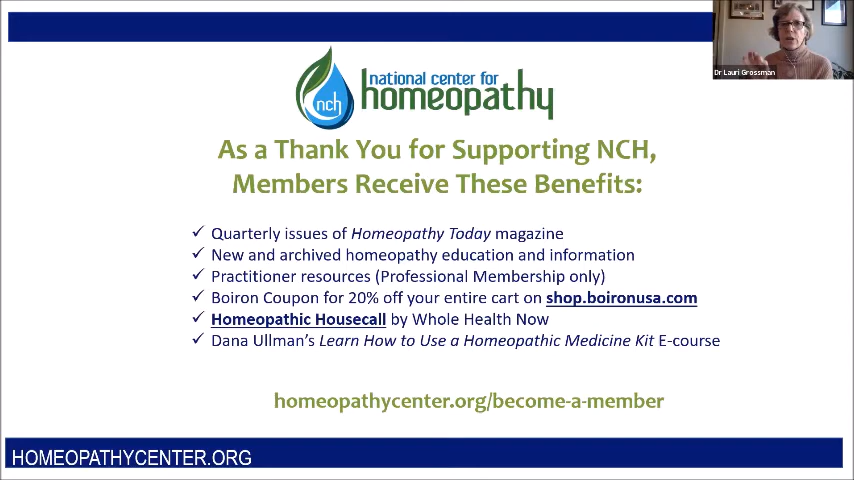 Dr Lauri Grossman
nch
national center for
homeopathy
As a Thank You for Supporting NCH,
Members Receive These Benefits:
✓ Quarterly issues of Homeopathy Today magazine
✓ New and archived homeopathy education and information
✓ Practitioner resources (Professional Membership only)
✓ Boiron Coupon for 20% off your entire cart on shop.boironusa.com
✓ Homeopathic Housecall by Whole Health Now
✓ Dana Ullman's Learn How to Use a Homeopathic Medicine Kit E-course
homeopathycenter.org/become-a-member
HOMEOPATHYCENTER.ORG